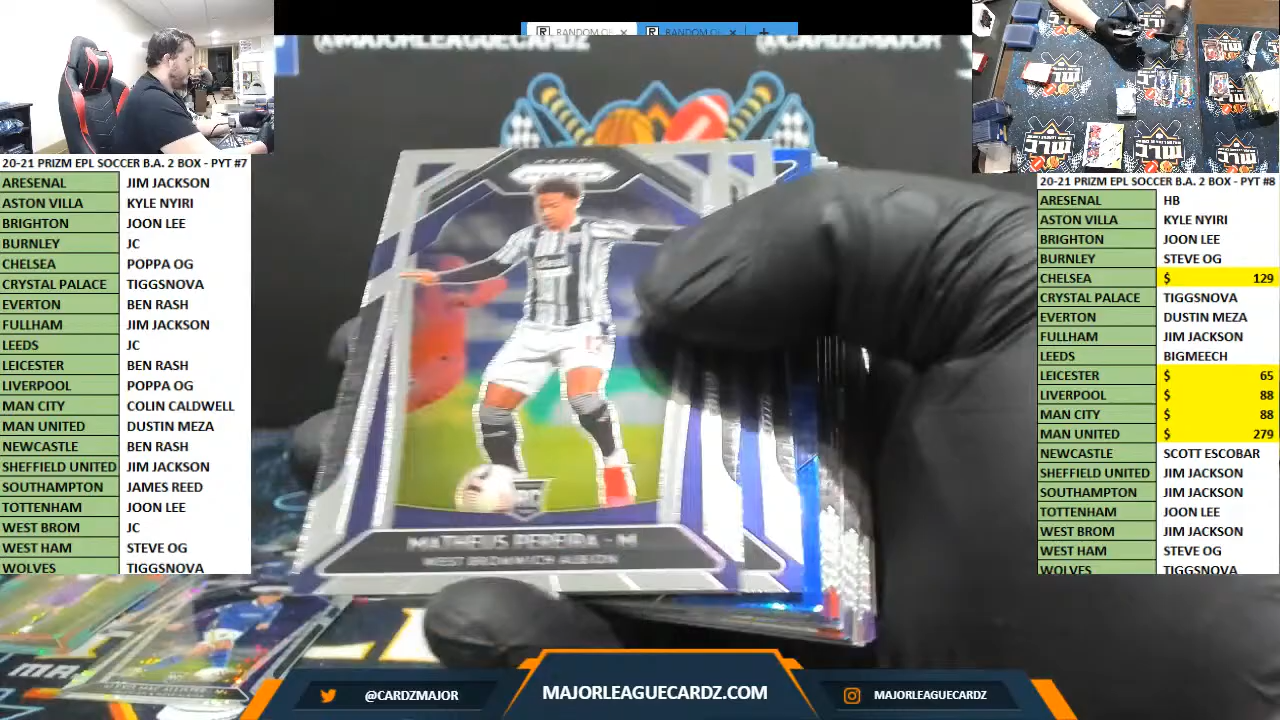 RANDOM.OR
RANDOM.OR
@MAJORLEAGUECARDZ
@CARDZMAJOR
20-21 PRIZM EPL SOCCER B.A. 2 BOX - PYT #7
ARESENAL JIM JACKSON
ASTON VILLA KYLE NYIRI
BRIGHTON JOON LEE
BURNLEY JC
CHELSEA POPPA OG
CRYSTAL PALACE TIGGSNOVA
EVERTON BEN RASH
FULLHAM JIM JACKSON
LEEDS JC
LEICESTER BEN RASH
LIVERPOOL POPPA OG
MAN CITY COLIN CALDWELL
MAN UNITED DUSTIN MEZA
NEWCASTLE BEN RASH
SHEFFIELD UNITED JIM JACKSON
SOUTHAMPTON JAMES REED
TOTTENHAM JOON LEE
WEST BROM JC
WEST HAM STEVE OG
WOLVES TIGGSNOVA
PRIZM
RC
MATHEUS PEREIRA - M
WEST BROMWICH ALBION
20-21 PRIZM EPL SOCCER B.A. 2 BOX - PYT #8
ARESENAL HB
ASTON VILLA KYLE NYIRI
BRIGHTON JOON LEE
BURNLEY STEVE OG
CHELSEA $ 129
CRYSTAL PALACE TIGGSNOVA
EVERTON DUSTIN MEZA
FULLHAM JIM JACKSON
LEEDS BIGMEECH
LEICESTER $ 65
LIVERPOOL $ 88
MAN CITY $ 88
MAN UNITED $ 279
NEWCASTLE SCOTT ESCOBAR
SHEFFIELD UNITED JIM JACKSON
SOUTHAMPTON JIM JACKSON
TOTTENHAM JOON LEE
WEST BROM JIM JACKSON
WEST HAM STEVE OG
WOLVES TIGGSNOVA
@CARDZMAJOR
MAJORLEAGUECARDZ.COM
MAJORLEAGUECARDZ